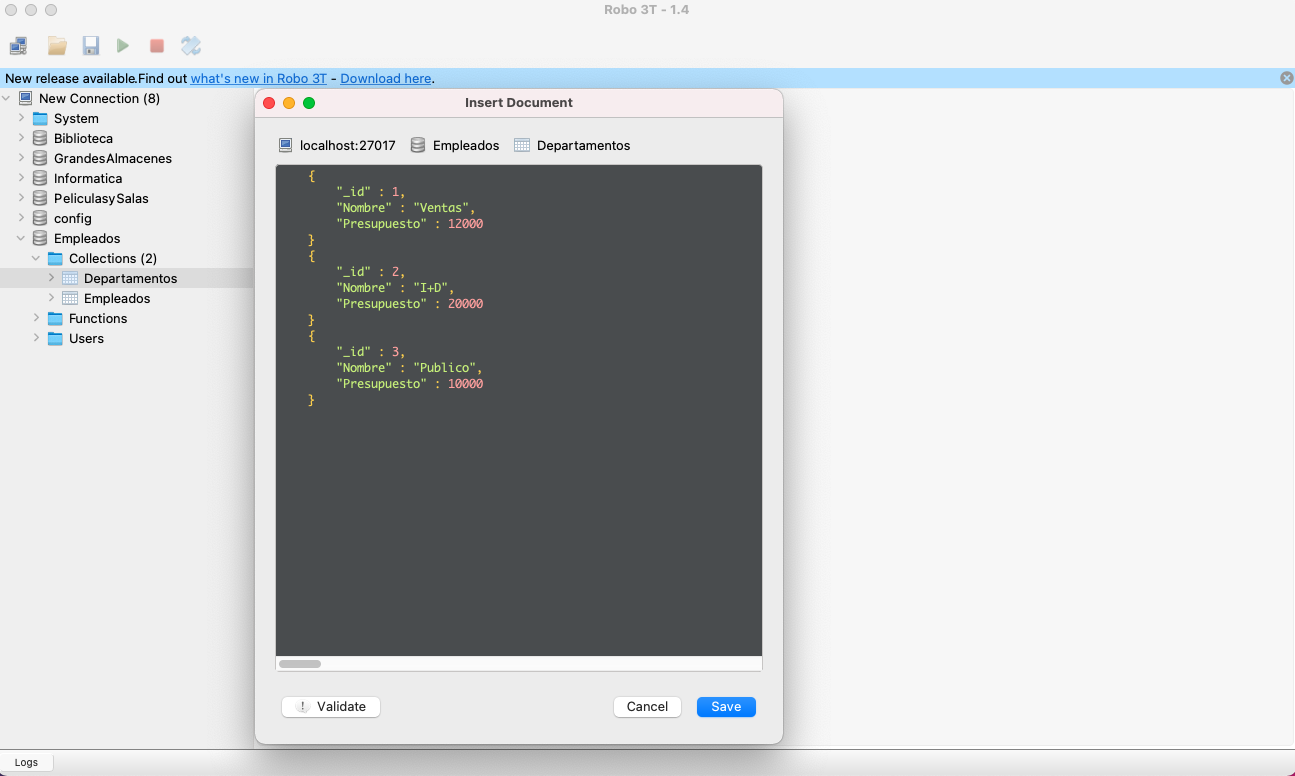 Robo 3T - 1.4
New release available.Find out what's new in Robo 3T - Download here.
New Connection (8)
System
Biblioteca
GrandesAlmacenes
Informatica
PeliculasySalas
config
Empleados
Collections (2)
Departamentos
Empleados
Functions
Users
Insert Document
localhost:27017 Empleados Departamentos
{
"_id" : 1,
"Nombre" : "Ventas",
"Presupuesto" : 12000
}
{
"_id" : 2,
"Nombre" : "I+D",
"Presupuesto" : 20000
}
{
"_id" : 3,
"Nombre" : "Publico",
"Presupuesto" : 10000
}
! Validate Cancel Save
Logs